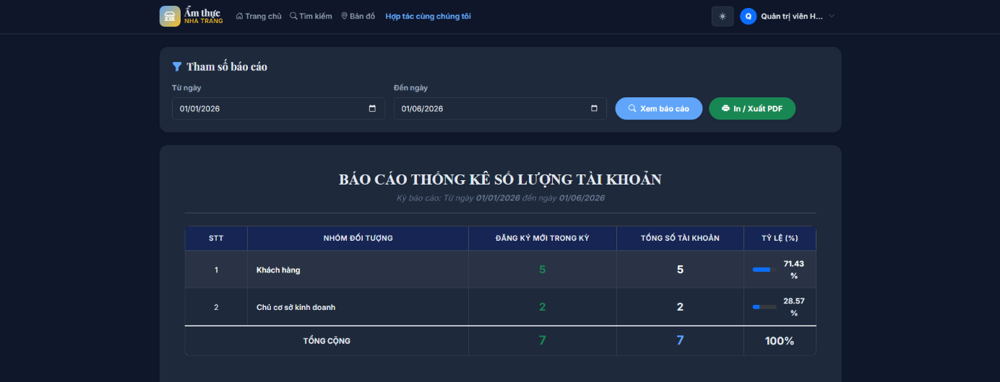 Ẩm thực
NHA TRANG
Trang chủ
Tìm kiếm
Bản đồ
Hợp tác cùng chúng tôi
Q
Quản trị viên H...
Tham số báo cáo
Từ ngày
Đến ngày
01/01/2026
01/06/2026
Xem báo cáo
In / Xuất PDF
BÁO CÁO THỐNG KÊ SỐ LƯỢNG TÀI KHOẢN
Kỳ báo cáo: Từ ngày 01/01/2026 đến ngày 01/06/2026
STT NHÓM ĐỐI TƯỢNG ĐĂNG KÝ MỚI TRONG KỲ TỔNG SỐ TÀI KHOẢN TỶ LỆ (%)
1 Khách hàng 5 5 71.43 %
2 Chủ cơ sở kinh doanh 2 2 28.57 %
TỔNG CỘNG 7 7 100%